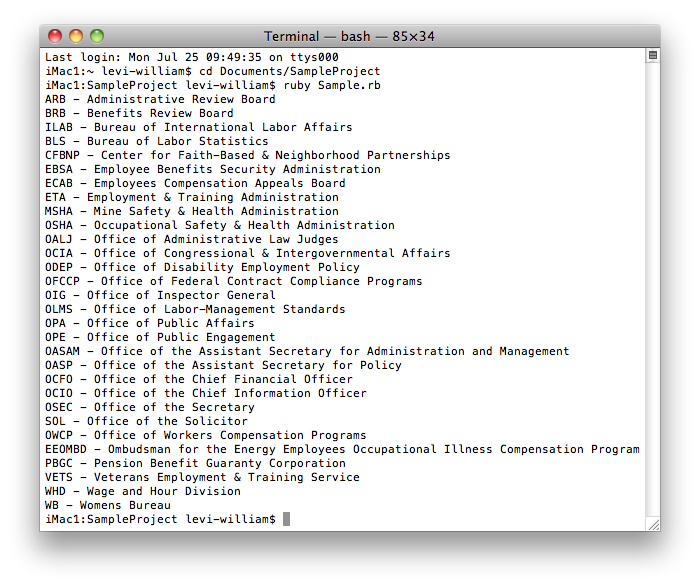 Terminal — bash — 85×34
Last login: Mon Jul 25 09:49:35 on ttys000
iMac1:~ levi-william$ cd Documents/SampleProject
iMac1:SampleProject levi-william$ ruby Sample.rb
ARB - Administrative Review Board
BRB - Benefits Review Board
ILAB - Bureau of International Labor Affairs
BLS - Bureau of Labor Statistics
CFBNP - Center for Faith-Based & Neighborhood Partnerships
EBSA - Employee Benefits Security Administration
ECAB - Employees Compensation Appeals Board
ETA - Employment & Training Administration
MSHA - Mine Safety & Health Administration
OSHA - Occupational Safety & Health Administration
OALJ - Office of Administrative Law Judges
OCIA - Office of Congressional & Intergovernmental Affairs
ODEP - Office of Disability Employment Policy
OFCCP - Office of Federal Contract Compliance Programs
OIG - Office of Inspector General
OLMS - Office of Labor-Management Standards
OPA - Office of Public Affairs
OPE - Office of Public Engagement
OASAM - Office of the Assistant Secretary for Administration and Management
OASP - Office of the Assistant Secretary for Policy
OCFO - Office of the Chief Financial Officer
OCIO - Office of the Chief Information Officer
OSEC - Office of the Secretary
SOL - Office of the Solicitor
OWCP - Office of Workers Compensation Programs
EEOMBD - Ombudsman for the Energy Employees Occupational Illness Compensation Program
PBGC - Pension Benefit Guaranty Corporation
VETS - Veterans Employment & Training Service
WHD - Wage and Hour Division
WB - Womens Bureau
iMac1:SampleProject levi-william$